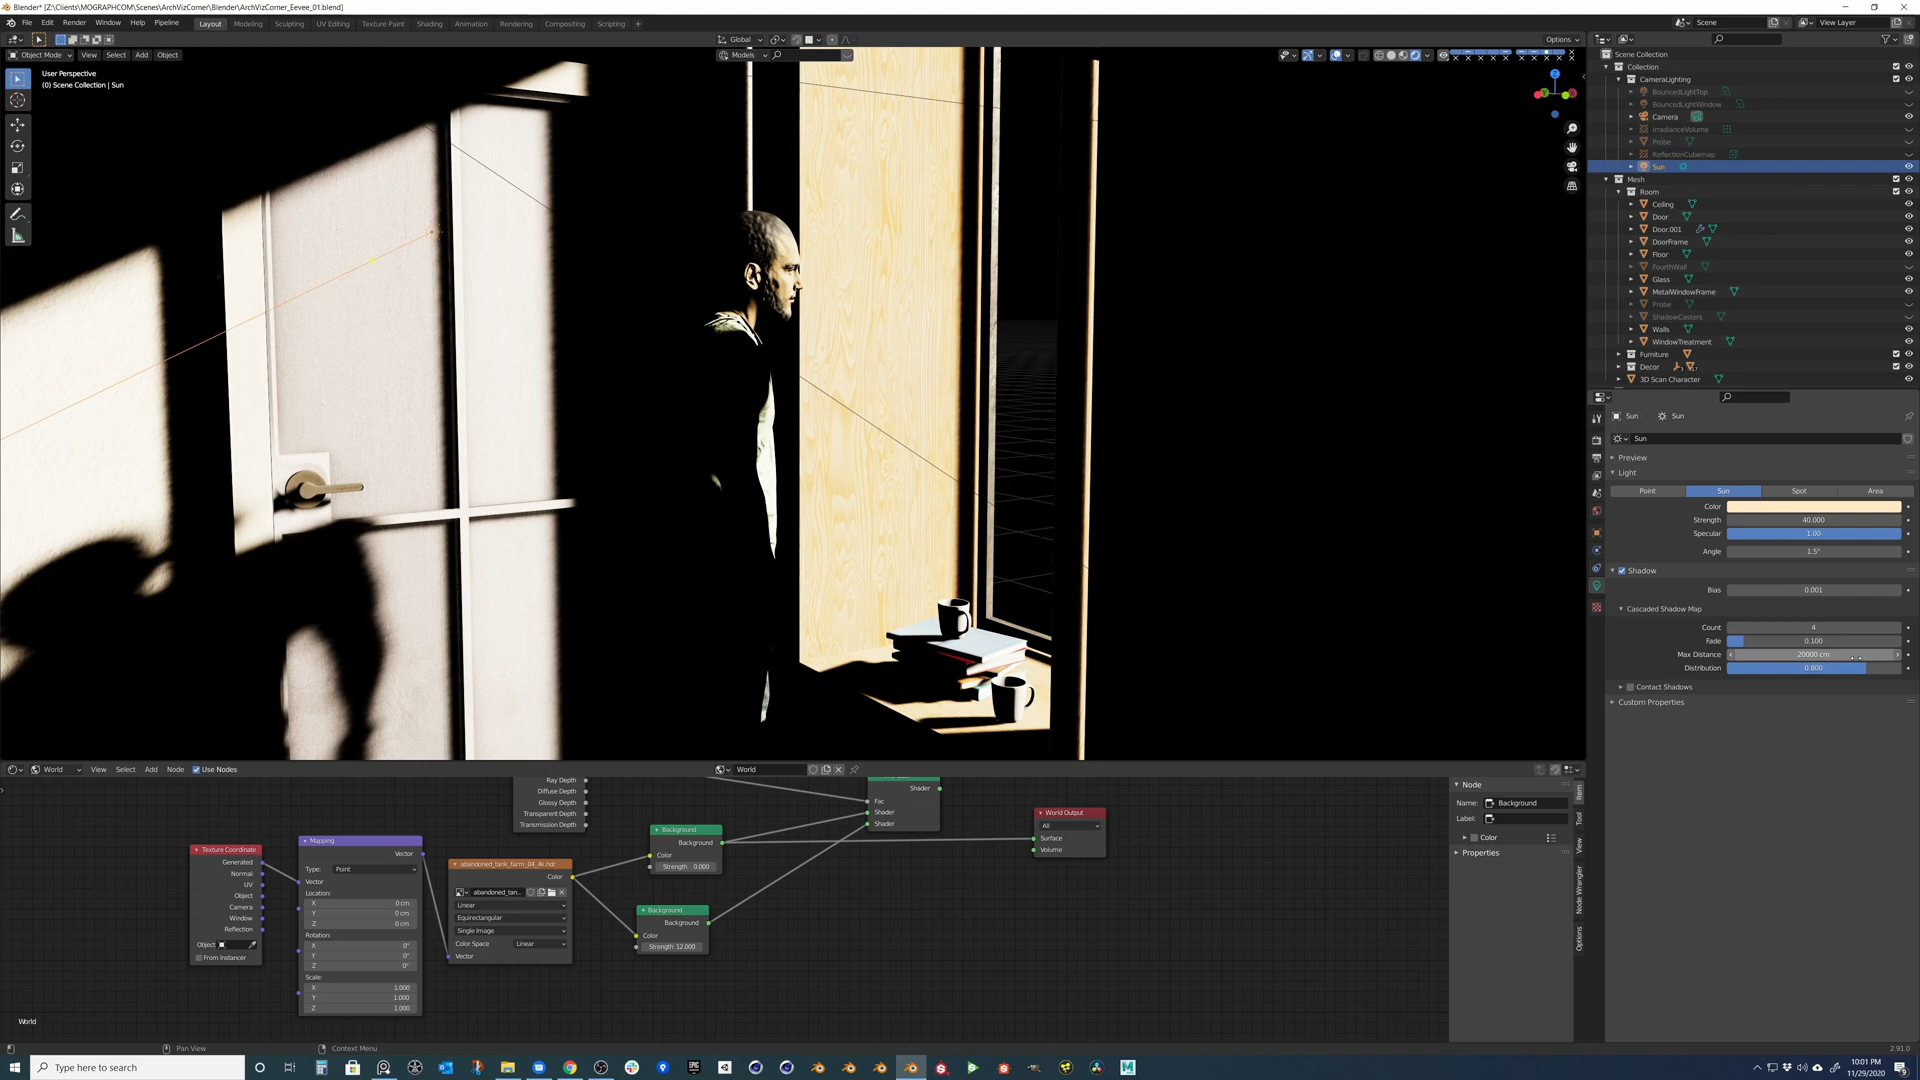 Blender* [Z:\Clients\MOGRAPHCOM\Scenes\ArchVizCorner\Blender\ArchVizCorner_Eevee_01.blend]
File Edit Render Window Help Pipeline
Layout Modeling Sculpting UV Editing Texture Paint Shading Animation Rendering Compositing Scripting +
Scene
View Layer
Global
Options
Object Mode View Select Add Object
Models
User Perspective
(0) Scene Collection | Sun
Z
Scene Collection
Collection
CameraLighting
BouncedLightTop
BouncedLightWindow
Camera
IrradianceVolume
Probe
ReflectionCubemap
Sun
Mesh
Room
Ceiling
Door
Door.001
DoorFrame
Floor
FourthWall
Glass
MetalWindowFrame
Probe
ShadowCasters
Walls
WindowTreatment
Furniture
Decor
3D Scan Character
Sun Sun
Sun
Preview
Light
Point Sun Spot Area
Color
Strength 40.000
Specular 1.00
Angle 1.5°
Shadow
Bias 0.001
Cascaded Shadow Map
Count 4
Fade 0.100
Max Distance 20000 cm
Distribution 0.800
Contact Shadows
Custom Properties
World View Select Add Node Use Nodes
World
Ray Depth
Diffuse Depth
Glossy Depth
Transparent Depth
Transmission Depth
Shader
Fac
Shader
Shader
World Output
All
Surface
Volume
Background
Background
Color
Strength 0.000
Background
Background
Color
Strength 12.000
Texture Coordinate
Generated
Normal
UV
Object
Camera
Window
Reflection
Object
From Instancer
Mapping
Vector
Type: Point
Vector
Location:
X 0 cm
Y 0 cm
Z 0 cm
Rotation:
X 0°
Y 0°
Z 0°
Scale:
X 1.000
Y 1.000
Z 1.000
abandoned_tank_farm_04_4k.hdr
Color
abandoned_tan...
Linear
Equirectangular
Single Image
Color Space Linear
Vector
Node
Name: Background
Label:
Color
Properties
Item
Tool
View
Node Wrangler
Options
World
Pan View
Context Menu
2.91.0
Type here to search
10:01 PM
11/29/2020